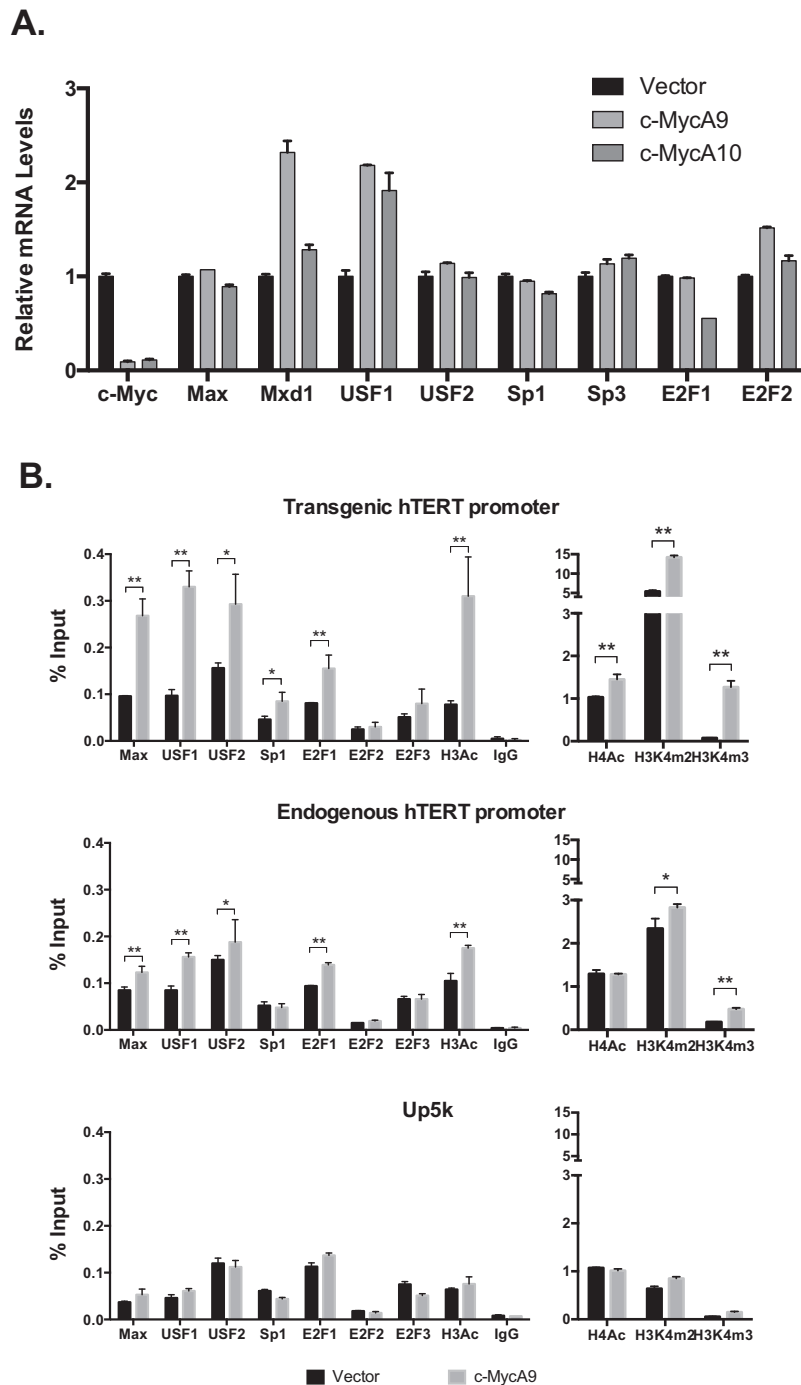 A.
Relative mRNA Levels
3
2
1
0
Vector
c-MycA9
c-MycA10
c-Myc Max Mxd1 USF1 USF2 Sp1 Sp3 E2F1 E2F2
B.
Transgenic hTERT promoter
% Input
0.4
0.3
0.2
0.1
0.0
** ** * * ** **
Max USF1 USF2 Sp1 E2F1 E2F2 E2F3 H3Ac IgG
15
10
5
3
2
1
0
** ** **
H4Ac H3K4m2 H3K4m3
Endogenous hTERT promoter
% Input
0.4
0.3
0.2
0.1
0.0
** ** * ** **
Max USF1 USF2 Sp1 E2F1 E2F2 E2F3 H3Ac IgG
15
10
5
3
2
1
0
* **
H4Ac H3K4m2 H3K4m3
Up5k
% Input
0.4
0.3
0.2
0.1
0.0
Max USF1 USF2 Sp1 E2F1 E2F2 E2F3 H3Ac IgG
15
10
5
3
2
1
0
H4Ac H3K4m2 H3K4m3
Vector c-MycA9